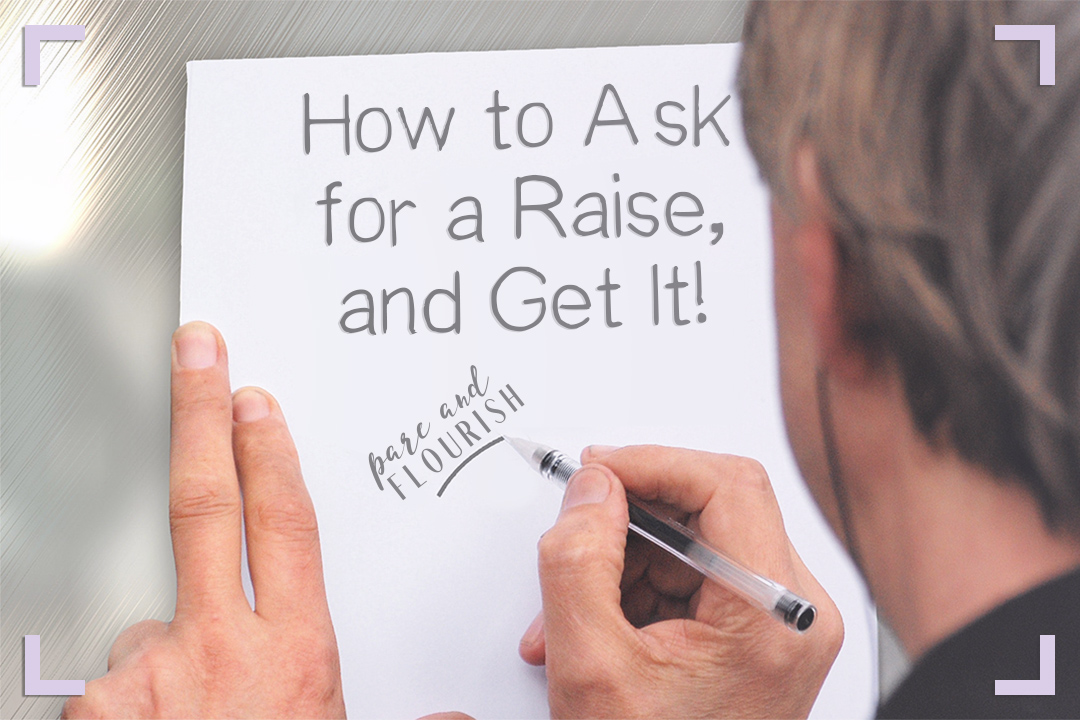 How to Ask
for a Raise,
and Get It!
pare and
FLOURISH